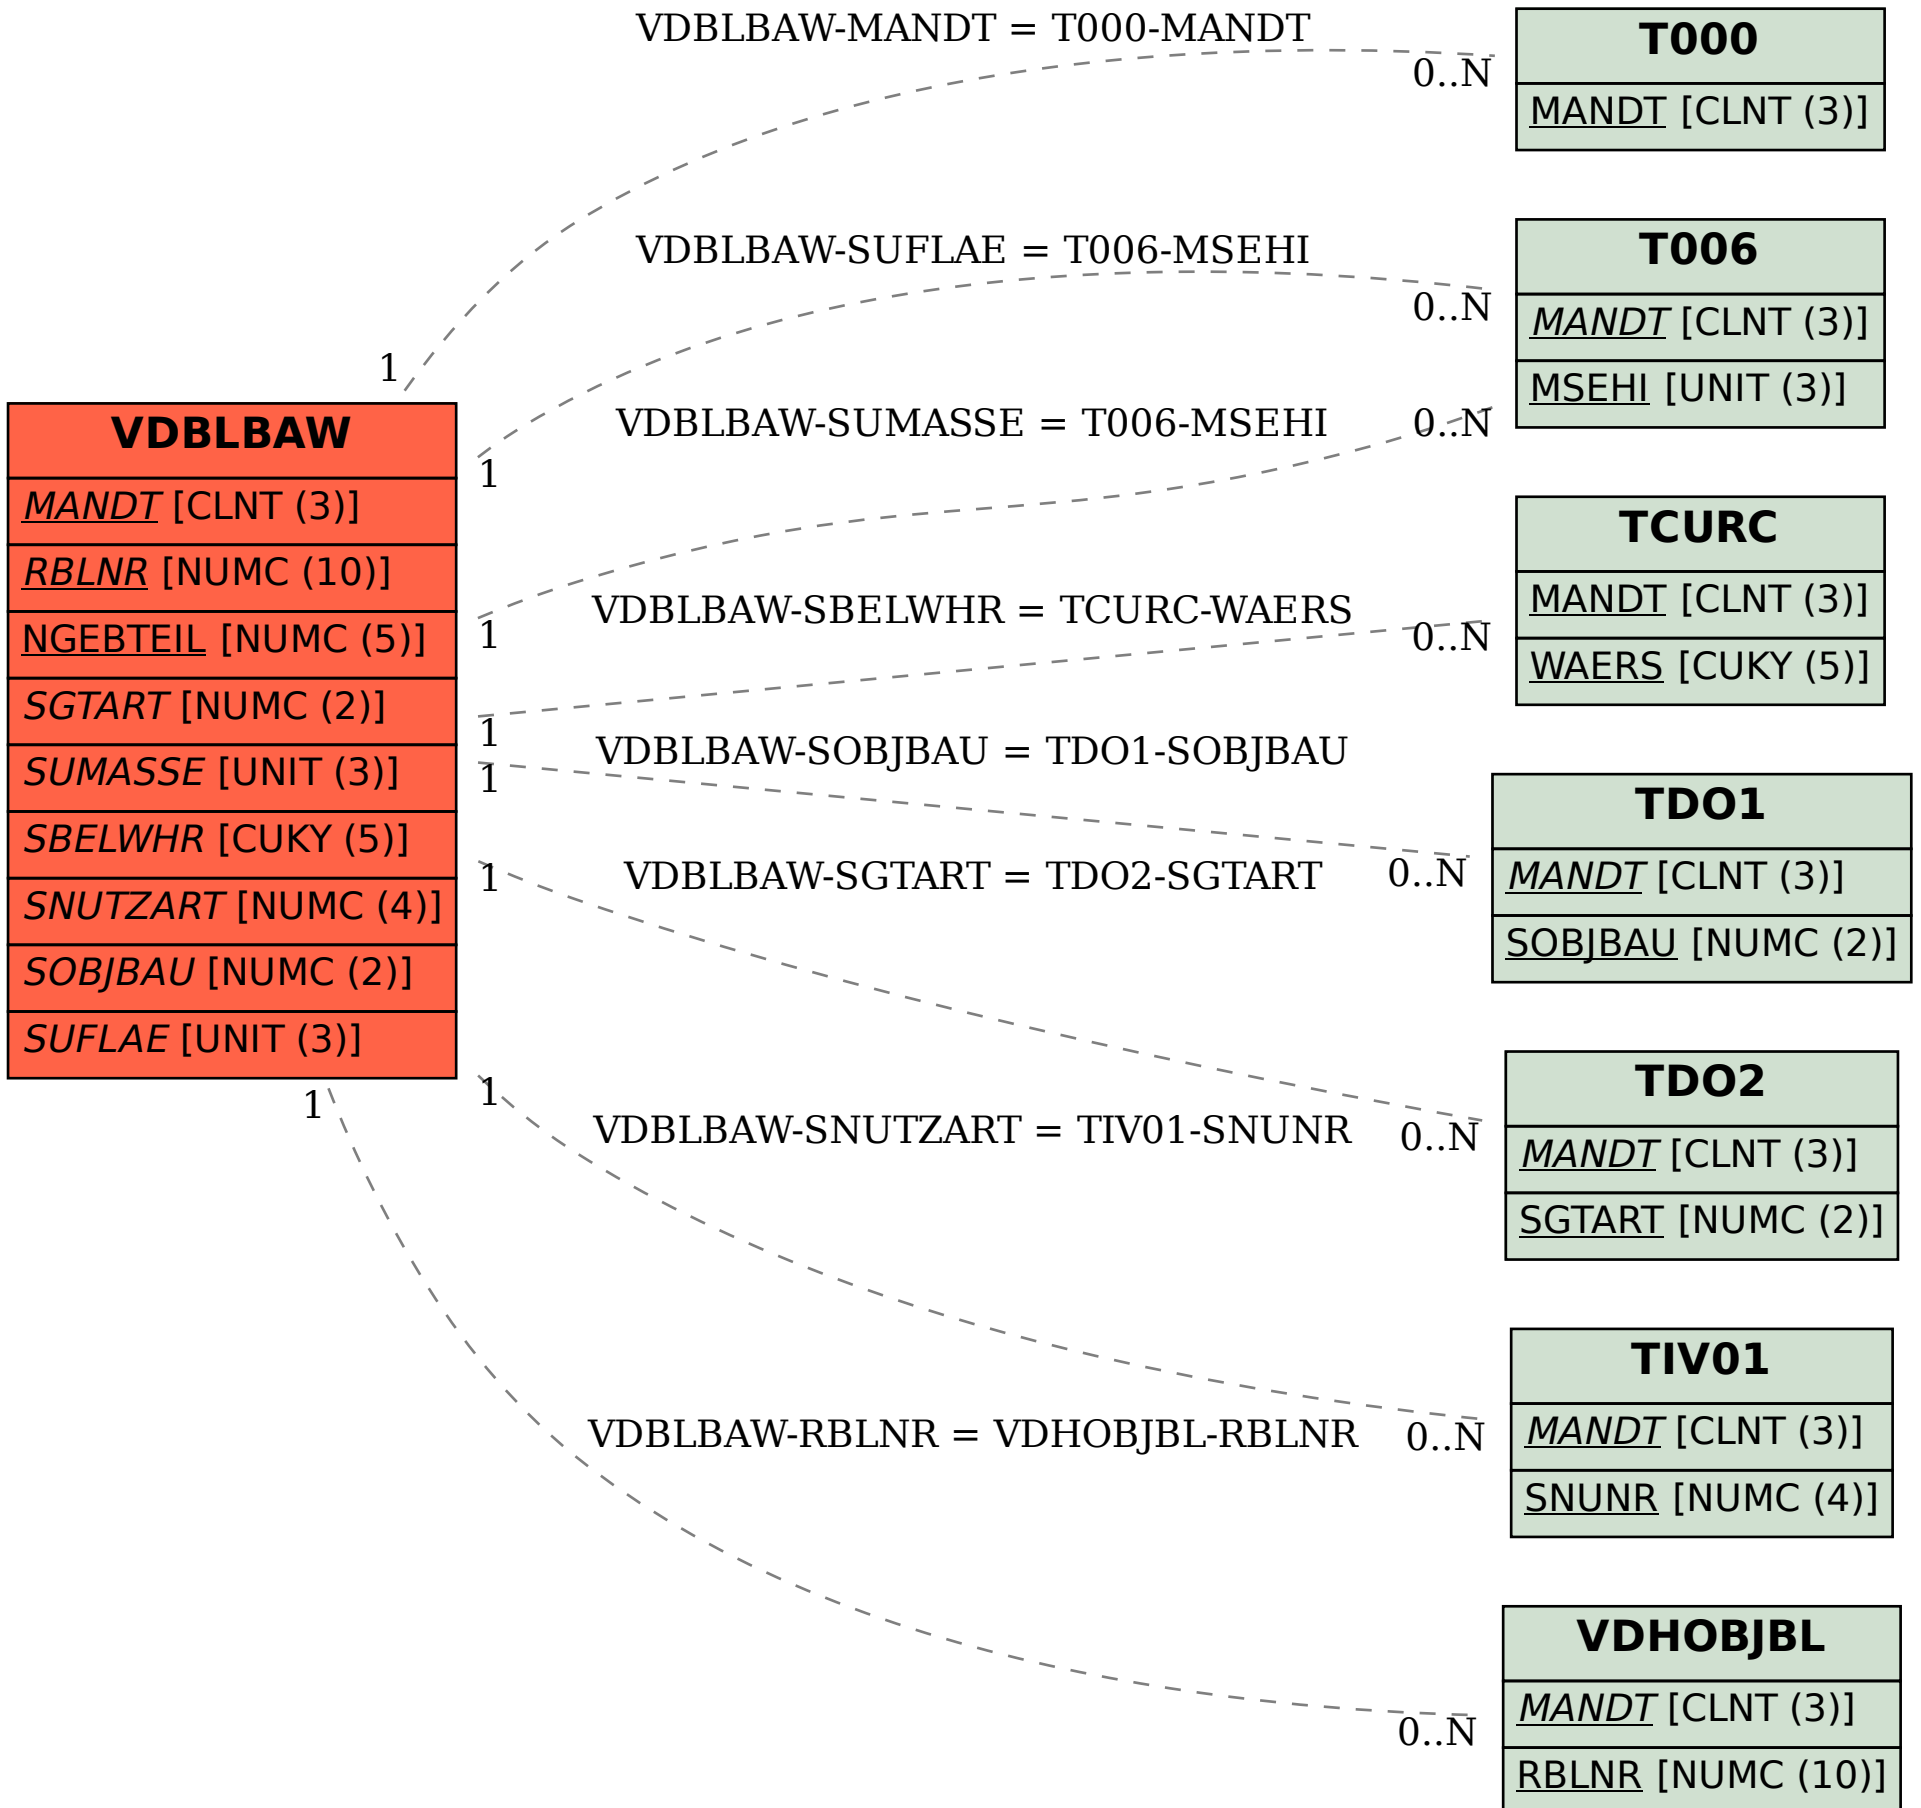 VDBLBAW-MANDT = T000-MANDT
0..N
1
T000
MANDT [CLNT (3)]
VDBLBAW-SUFLAE = T006-MSEHI
0..N
1
VDBLBAW-SUMASSE = T006-MSEHI
0..N
1
T006
MANDT [CLNT (3)]
MSEHI [UNIT (3)]
VDBLBAW
MANDT [CLNT (3)]
RBLNR [NUMC (10)]
NGEBTEIL [NUMC (5)]
SGTART [NUMC (2)]
SUMASSE [UNIT (3)]
SBELWHR [CUKY (5)]
SNUTZART [NUMC (4)]
SOBJBAU [NUMC (2)]
SUFLAE [UNIT (3)]
VDBLBAW-SBELWHR = TCURC-WAERS
0..N
1
TCURC
MANDT [CLNT (3)]
WAERS [CUKY (5)]
VDBLBAW-SOBJBAU = TDO1-SOBJBAU
0..N
1
TDO1
MANDT [CLNT (3)]
SOBJBAU [NUMC (2)]
VDBLBAW-SGTART = TDO2-SGTART
0..N
1
TDO2
MANDT [CLNT (3)]
SGTART [NUMC (2)]
VDBLBAW-SNUTZART = TIV01-SNUNR
0..N
1
TIV01
MANDT [CLNT (3)]
SNUNR [NUMC (4)]
VDBLBAW-RBLNR = VDHOBJBL-RBLNR
0..N
1
VDHOBJBL
MANDT [CLNT (3)]
RBLNR [NUMC (10)]